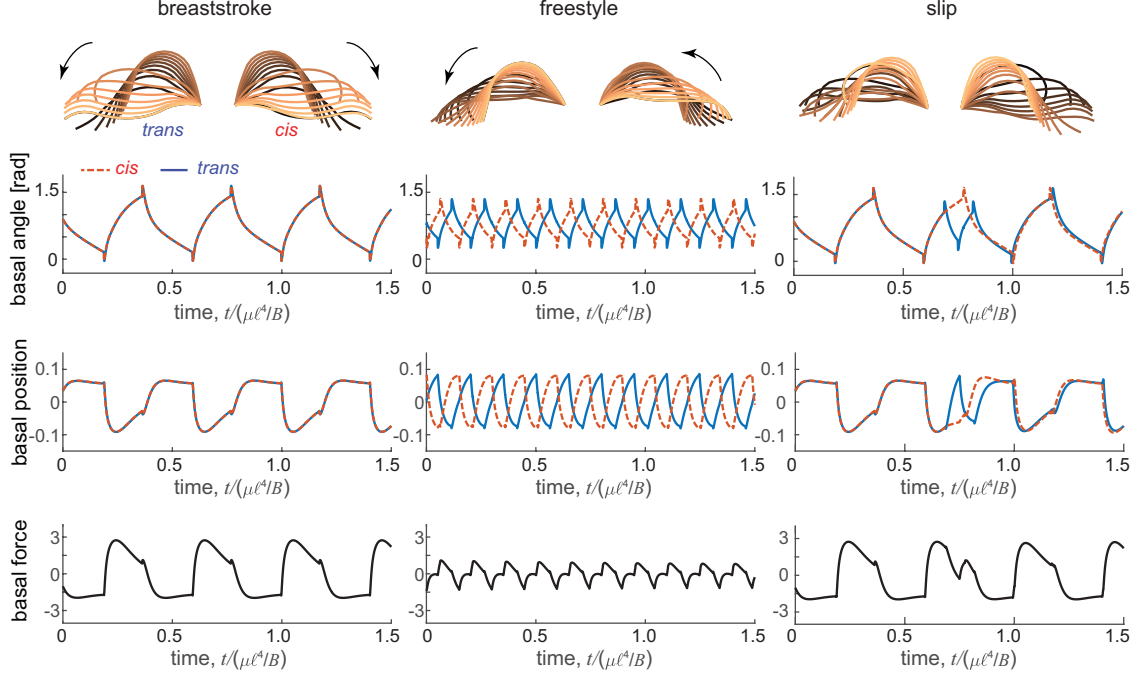 breaststroke freestyle slip
trans cis
cis trans
basal angle [rad]
1.5
0
0 0.5 1.0 1.5
time, t/(μℓ⁴/B)
0 0.5 1.0 1.5
time, t/(μℓ⁴/B)
1.5
0
0 0.5 1.0 1.5
time, t/(μℓ⁴/B)
basal position
0.1
0
-0.1
0 0.5 1.0 1.5
time, t/(μℓ⁴/B)
0.1
0
-0.1
0 0.5 1.0 1.5
time, t/(μℓ⁴/B)
0.1
0
-0.1
0 0.5 1.0 1.5
time, t/(μℓ⁴/B)
basal force
3
0
-3
0 0.5 1.0 1.5
time, t/(μℓ⁴/B)
3
0
-3
0 0.5 1.0 1.5
time, t/(μℓ⁴/B)
3
0
-3
0 0.5 1.0 1.5
time, t/(μℓ⁴/B)